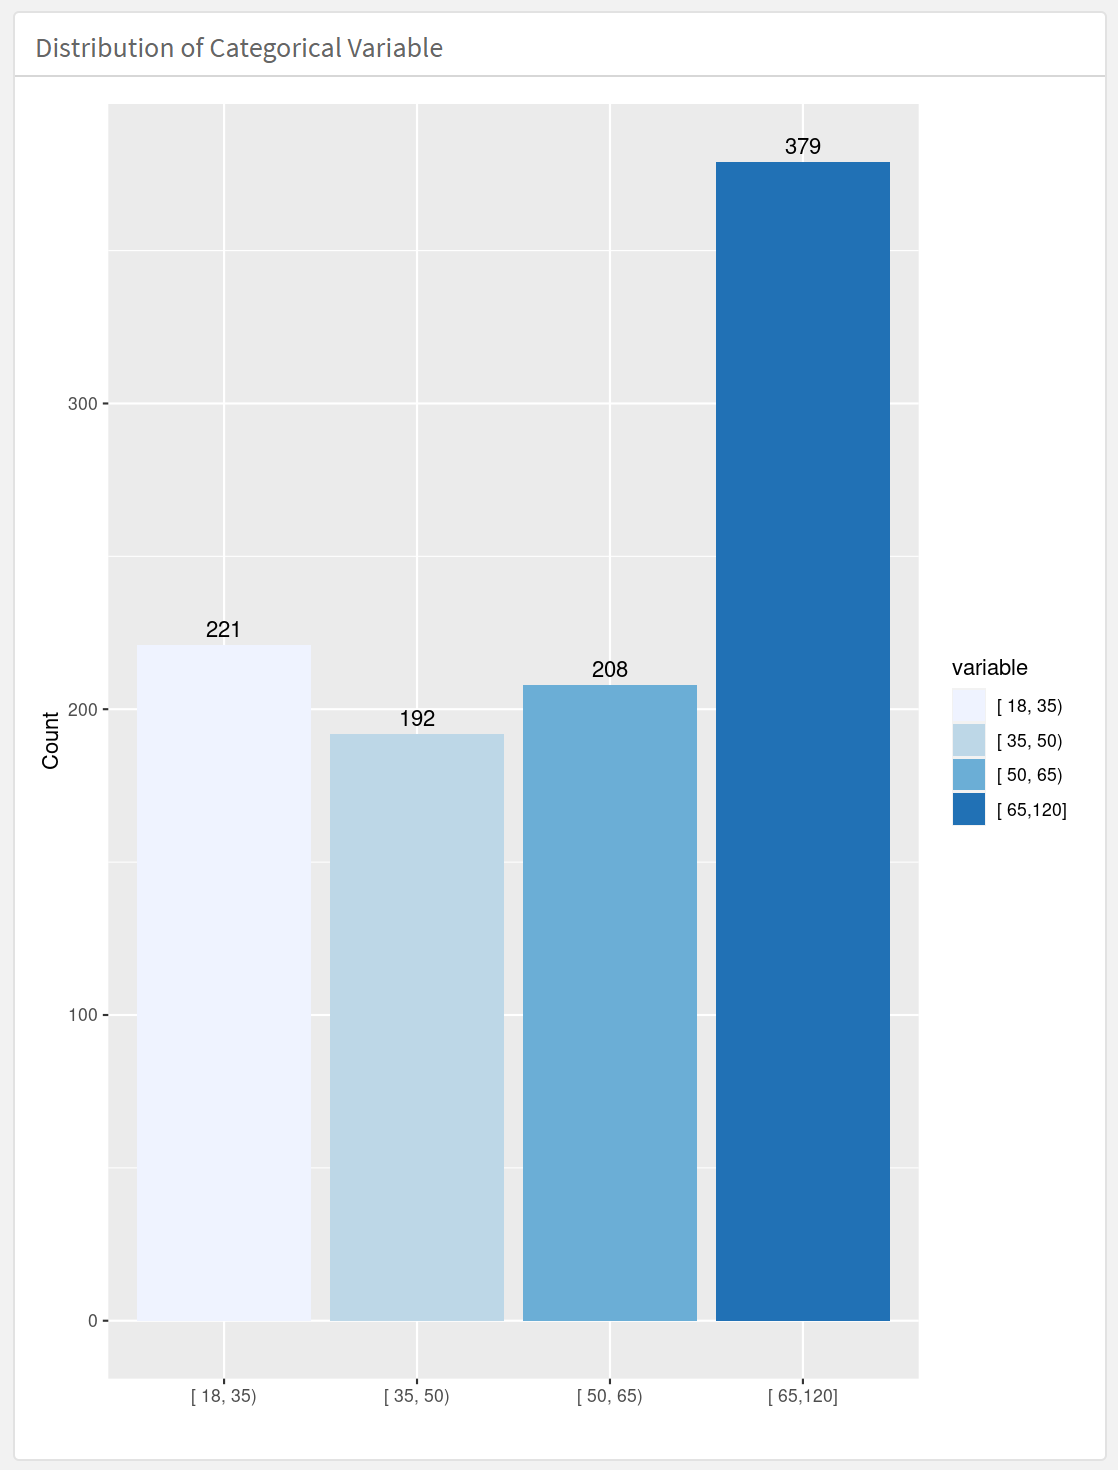 Distribution of Categorical Variable
379
300
221
208
192
200
Count
100
0
variable
[ 18, 35)
[ 35, 50)
[ 50, 65)
[ 65,120]
[ 18, 35)
[ 35, 50)
[ 50, 65)
[ 65,120]